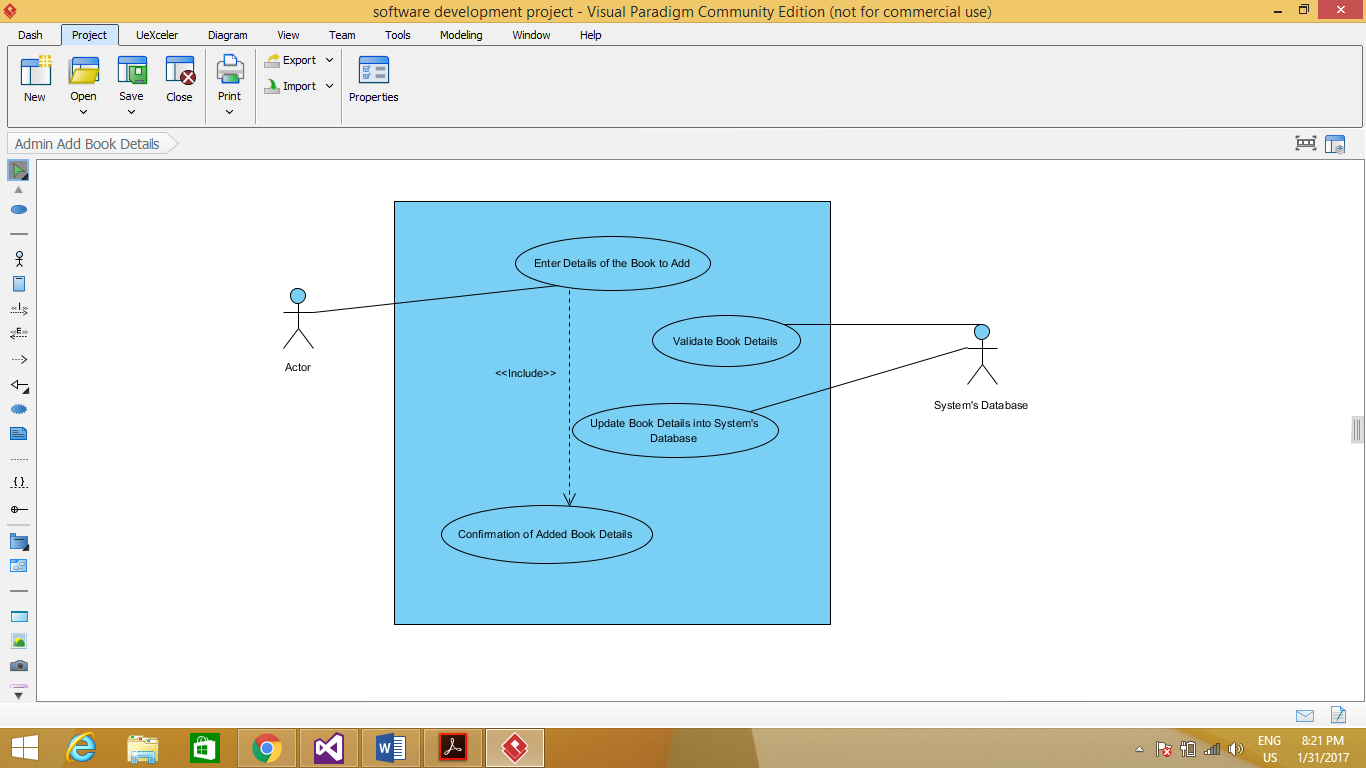 software development project - Visual Paradigm Community Edition (not for commercial use)
Dash Project UeXceler Diagram View Team Tools Modeling Window Help
New Open Save Close Print Export Import Properties
Admin Add Book Details
Enter Details of the Book to Add
Validate Book Details
Actor
<<Include>>
System's Database
Update Book Details into System's
Database
Confirmation of Added Book Details
ENG 8:21 PM
US 1/31/2017